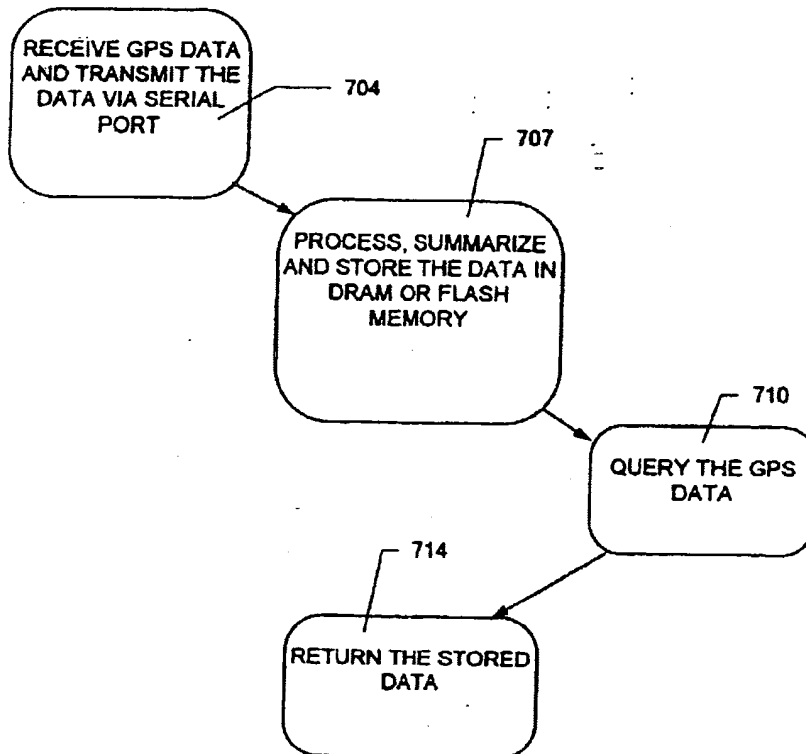 RECEIVE GPS DATA
AND TRANSMIT THE
DATA VIA SERIAL
PORT
704
707
PROCESS, SUMMARIZE
AND STORE THE DATA IN
DRAM OR FLASH
MEMORY
710
QUERY THE GPS
DATA
714
RETURN THE STORED
DATA